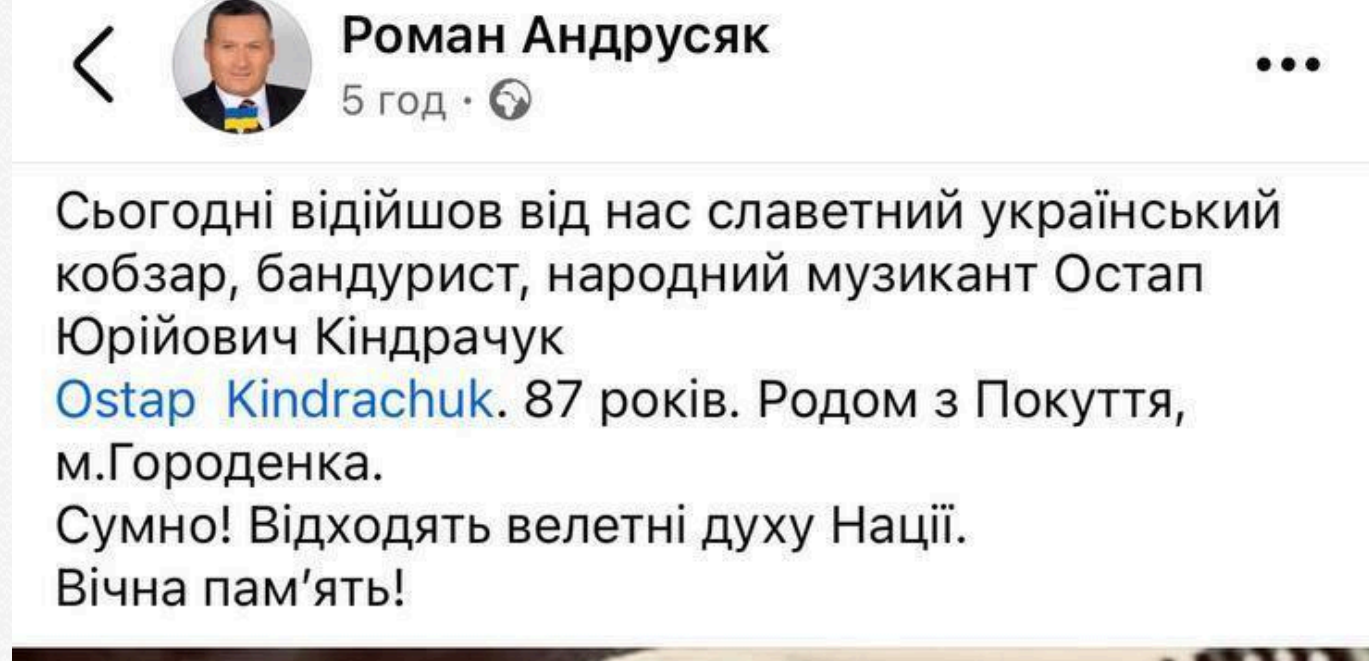 Роман Андрусяк
5 год ·
Сьогодні відійшов від нас славетний український
кобзар, бандурист, народний музикант Остап
Юрійович Кіндрачук
Ostap Kindrachuk. 87 років. Родом з Покуття,
м.Городенка.
Сумно! Відходять велетні духу Нації.
Вічна пам'ять!